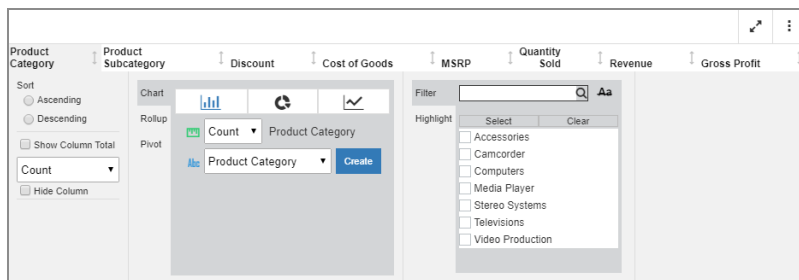 Product Category
Product Subcategory
Discount
Cost of Goods
MSRP
Quantity Sold
Revenue
Gross Profit
Sort
Ascending
Descending
Show Column Total
Count
Hide Column
Chart
Rollup
Pivot
Count
Product Category
Abc
Product Category
Create
Filter
Aa
Highlight
Select
Clear
Accessories
Camcorder
Computers
Media Player
Stereo Systems
Televisions
Video Production